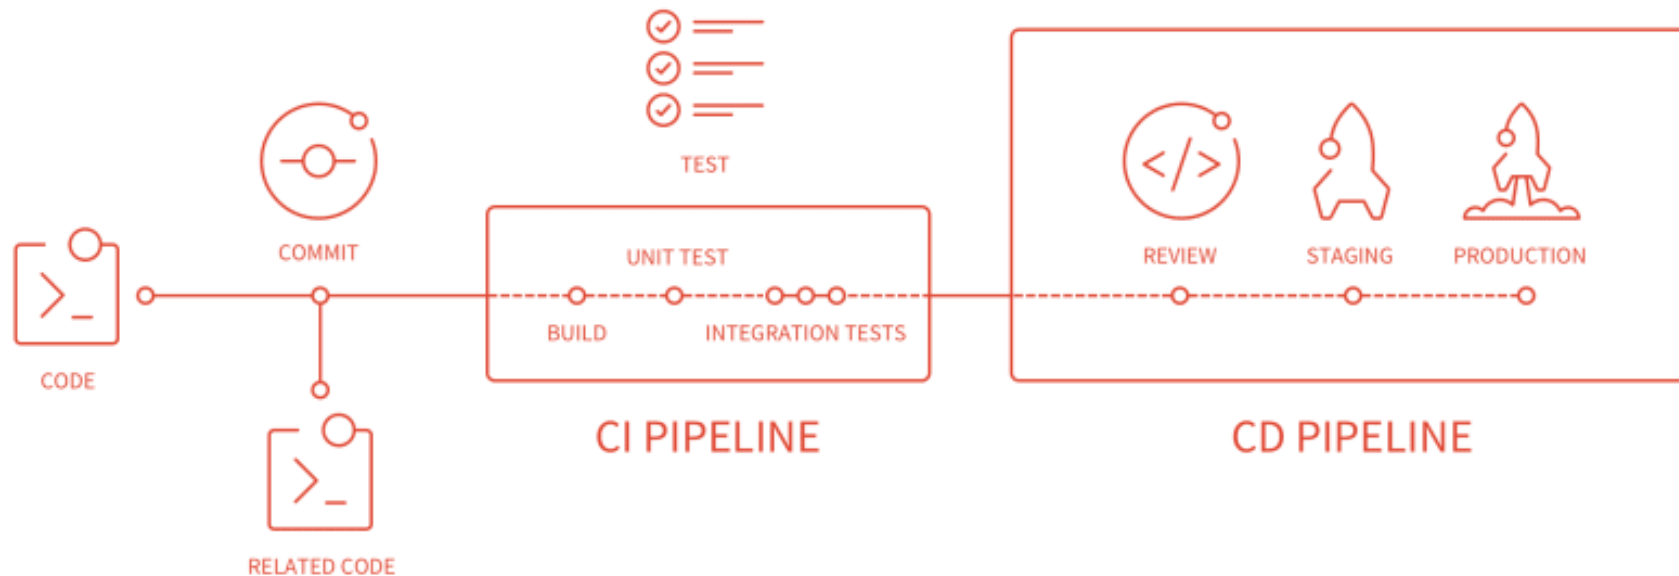 TEST
COMMIT
UNIT TEST
REVIEW
STAGING
PRODUCTION
BUILD
INTEGRATION TESTS
CODE
CI PIPELINE
CD PIPELINE
RELATED CODE